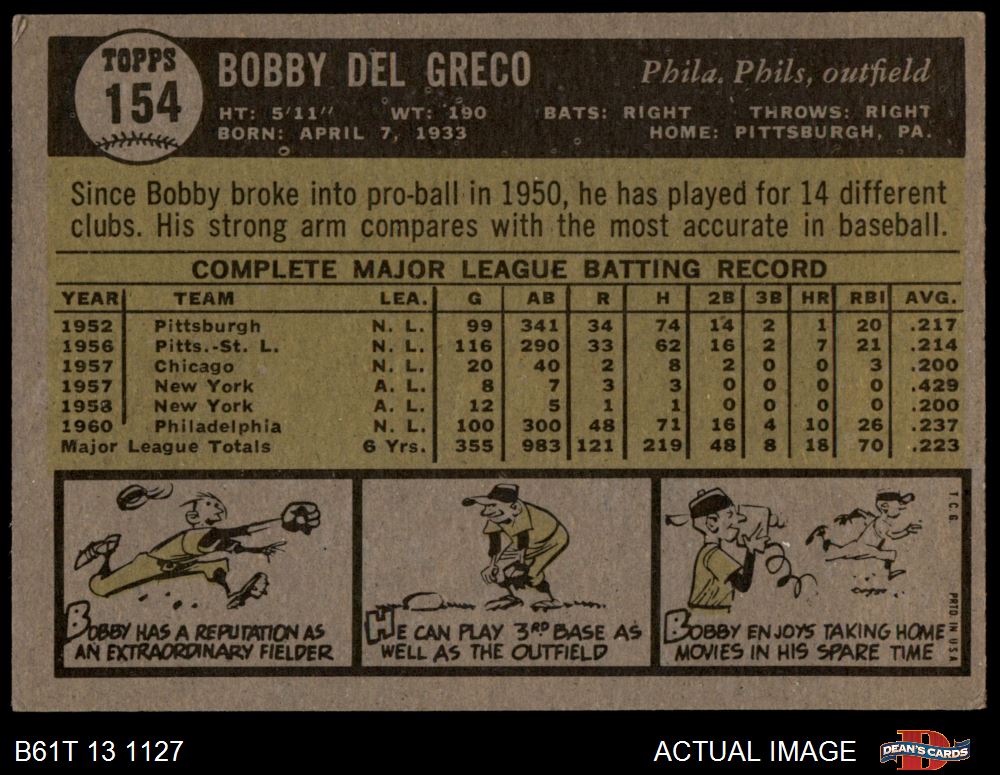 TOPPS
154
BOBBY DEL GRECO
Phila. Phils, outfield
HT: 5'11" WT: 190 BATS: RIGHT THROWS: RIGHT
BORN: APRIL 7, 1933 HOME: PITTSBURGH, PA.
Since Bobby broke into pro-ball in 1950, he has played for 14 different
clubs. His strong arm compares with the most accurate in baseball.
COMPLETE MAJOR LEAGUE BATTING RECORD
YEAR TEAM LEA. G AB R H 2B 3B HR RBI AVG.
1952 Pittsburgh N. L. 99 341 34 74 14 2 1 20 .217
1956 Pitts.-St. L. N. L. 116 290 33 62 16 2 7 21 .214
1957 Chicago N. L. 20 40 2 8 2 0 0 3 .200
1957 New York A. L. 8 7 3 3 0 0 0 0 .429
1958 New York A. L. 12 5 1 1 0 0 0 0 .200
1960 Philadelphia N. L. 100 300 48 71 16 4 10 26 .237
Major League Totals 6 Yrs. 355 983 121 219 48 8 18 70 .223
BOBBY HAS A REPUTATION AS
AN EXTRAORDINARY FIELDER
HE CAN PLAY 3RD BASE AS
WELL AS THE OUTFIELD
BOBBY ENJOYS TAKING HOME
MOVIES IN HIS SPARE TIME
T.C.G.
PRTD IN U.S.A.
B61T 13 1127
ACTUAL IMAGE
D
DEAN'S CARDS